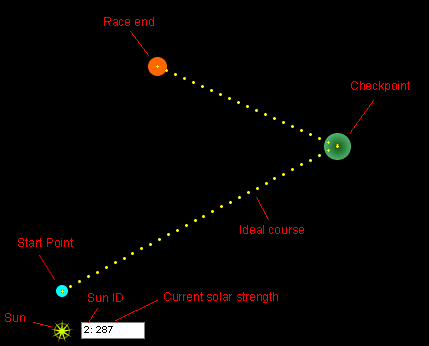 Race end
Checkpoint
Ideal course
Start Point
Sun ID
Current solar strength
Sun
2: 287